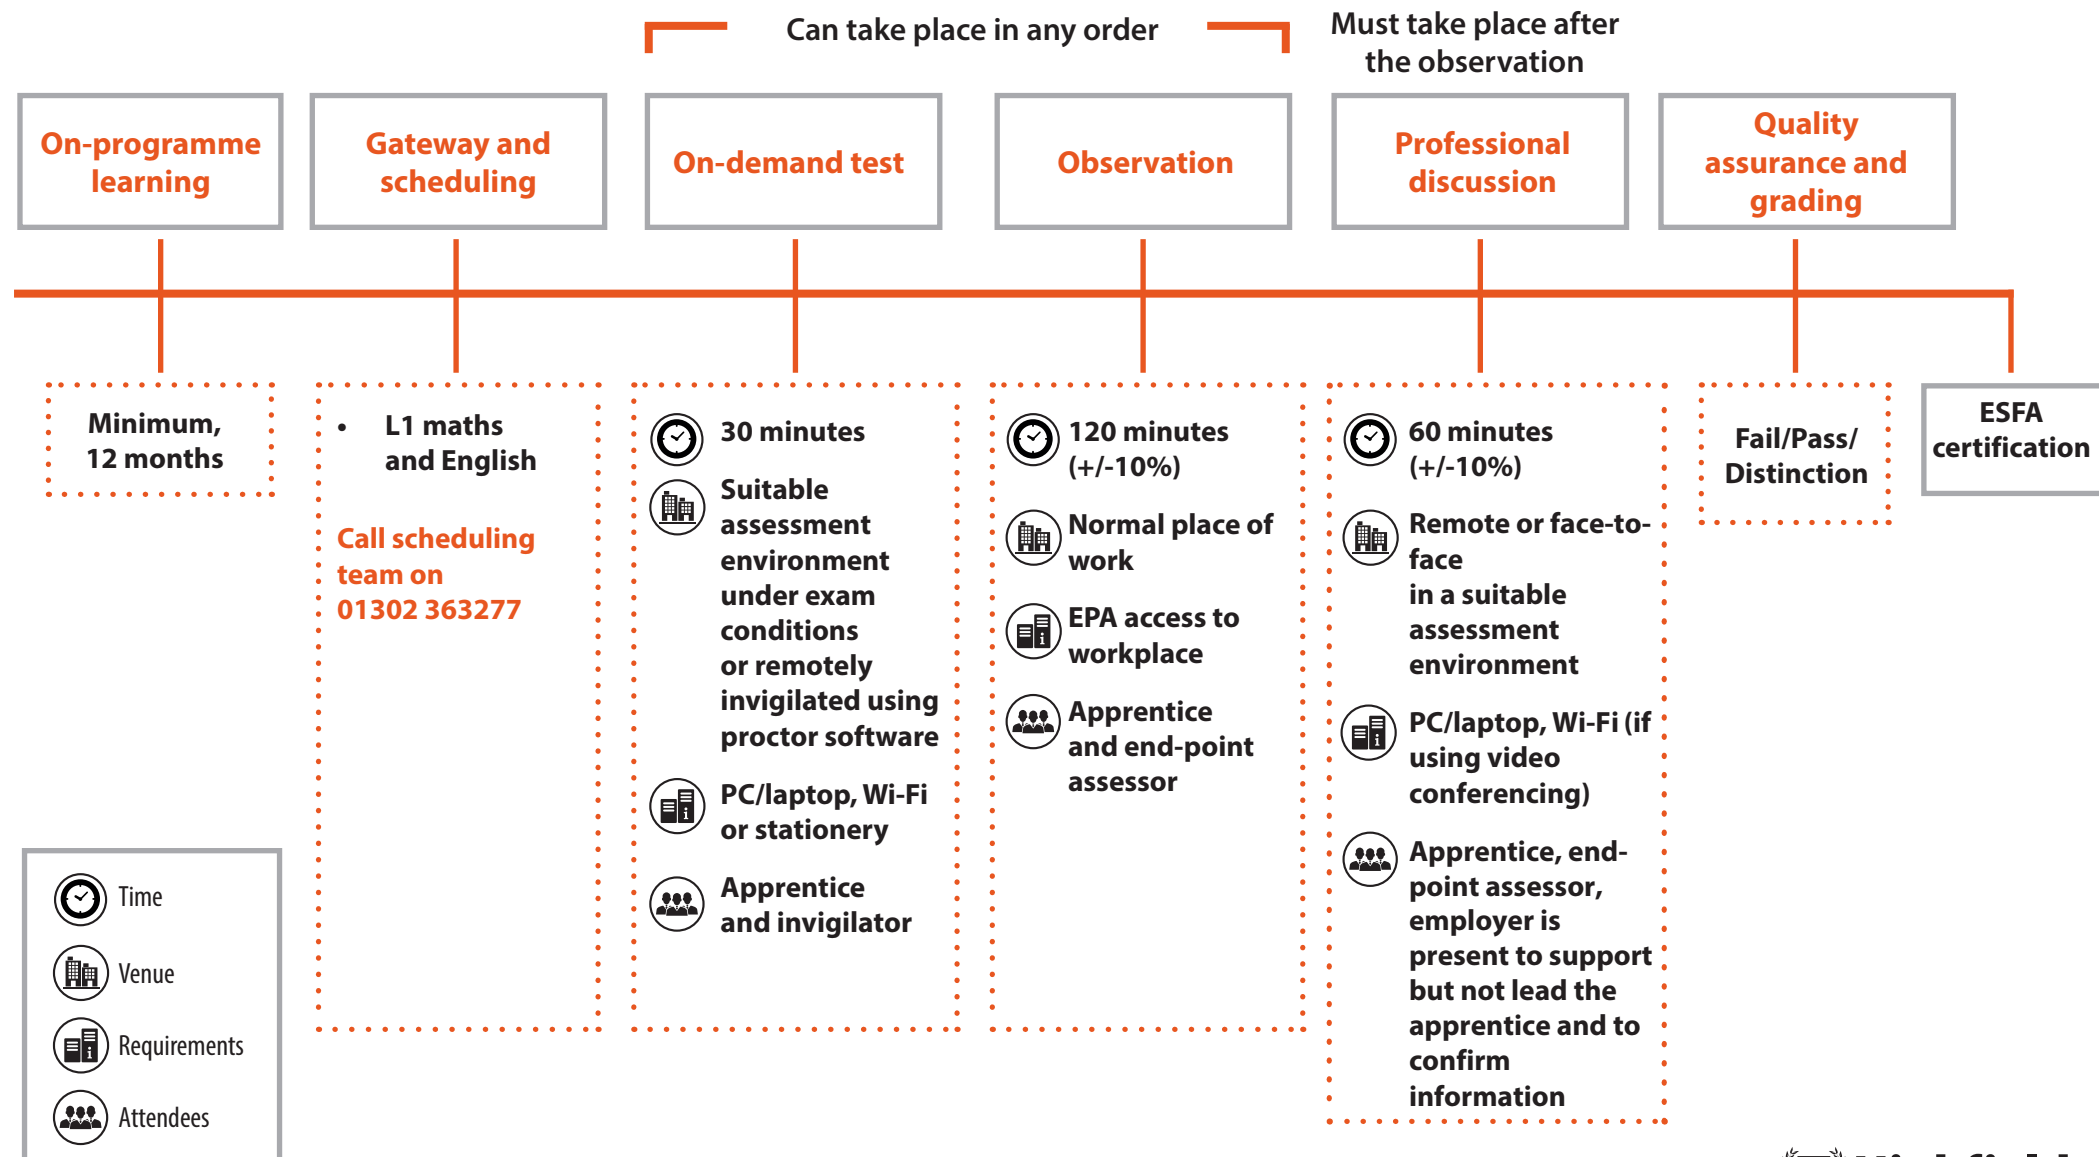 Can take place in any order
Must take place after
the observation
On-programme
learning
Gateway and
scheduling
On-demand test
Observation
Professional
discussion
Quality
assurance and
grading
Minimum,
12 months
• L1 maths
and English
Call scheduling
team on
01302 363277
30 minutes
Suitable
assessment
environment
under exam
conditions
or remotely
invigilated using
proctor software
PC/laptop, Wi-Fi
or stationery
Apprentice
and invigilator
120 minutes
(+/-10%)
Normal place of
work
EPA access to
workplace
Apprentice
and end-point
assessor
60 minutes
(+/-10%)
Remote or face-to-
face
in a suitable
assessment
environment
PC/laptop, Wi-Fi (if
using video
conferencing)
Apprentice, end-
point assessor,
employer is
present to support
but not lead the
apprentice and to
confirm
information
Fail/Pass/
Distinction
ESFA
certification
Time
Venue
Requirements
Attendees